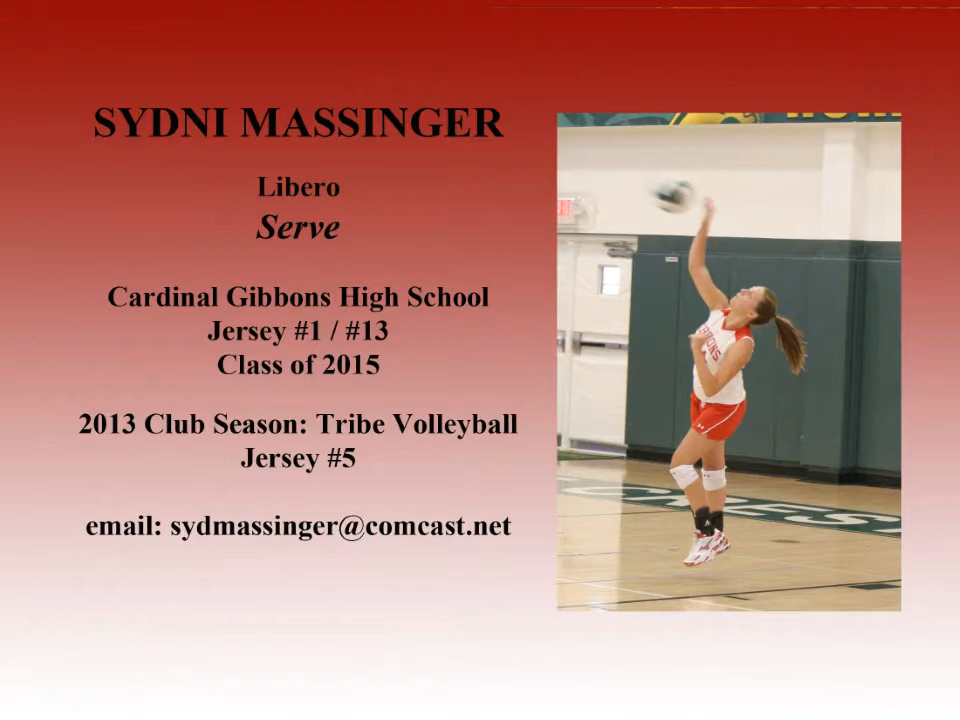 SYDNI MASSINGER
Libero
Serve
Cardinal Gibbons High School
Jersey #1 / #13
Class of 2015
2013 Club Season: Tribe Volleyball
Jersey #5
email: sydmassinger@comcast.net